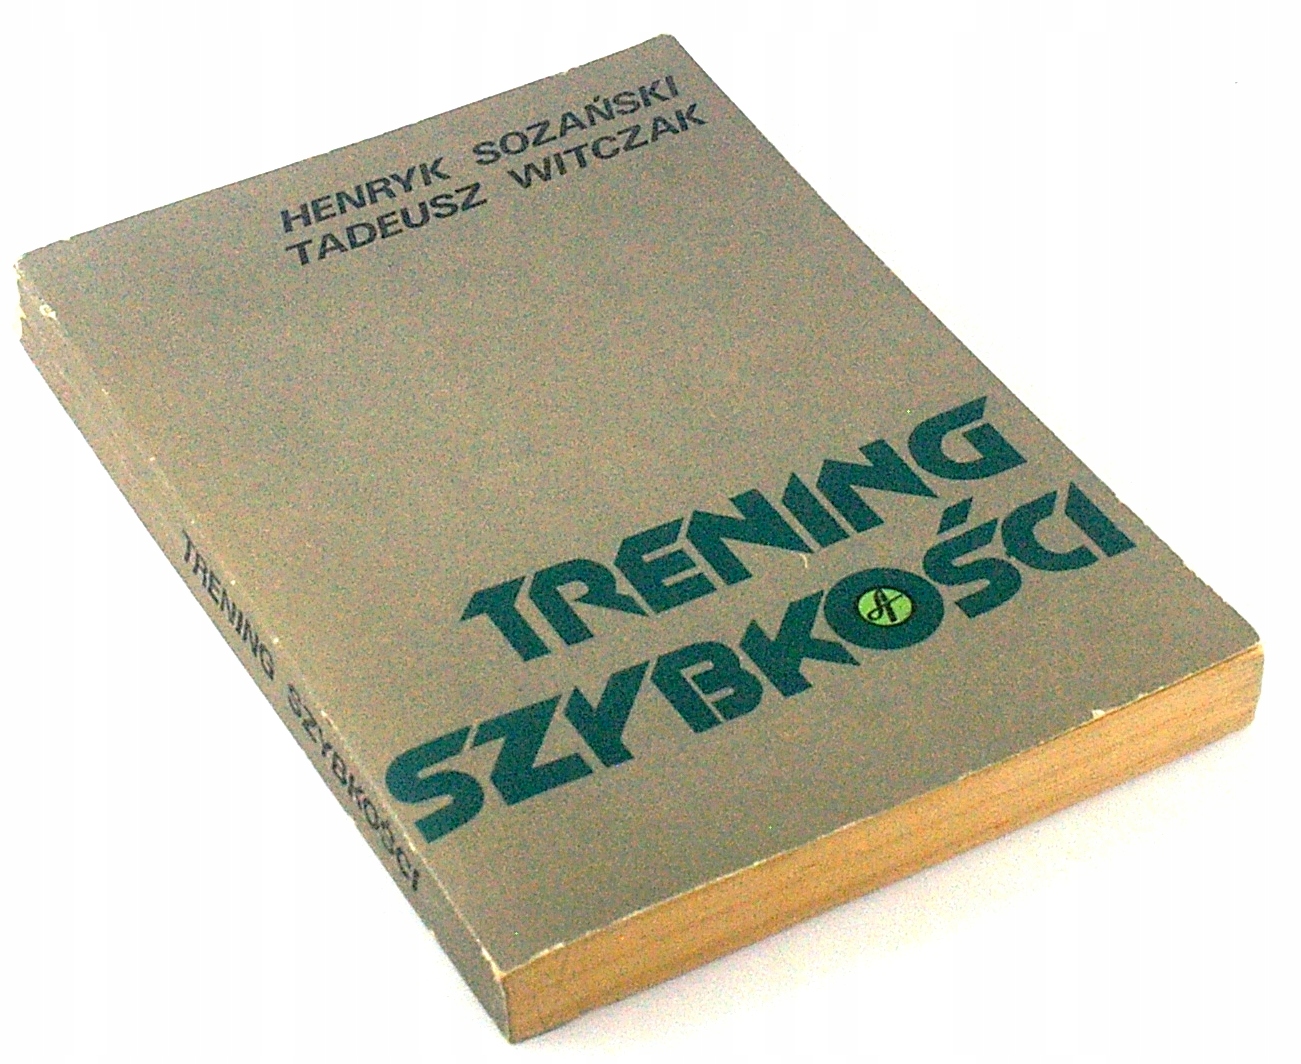 HENRYK SOZAŃSKI
TADEUSZ WITCZAK
TRENING
SZYBKOŚCI
TRENING SZYBKOŚCI